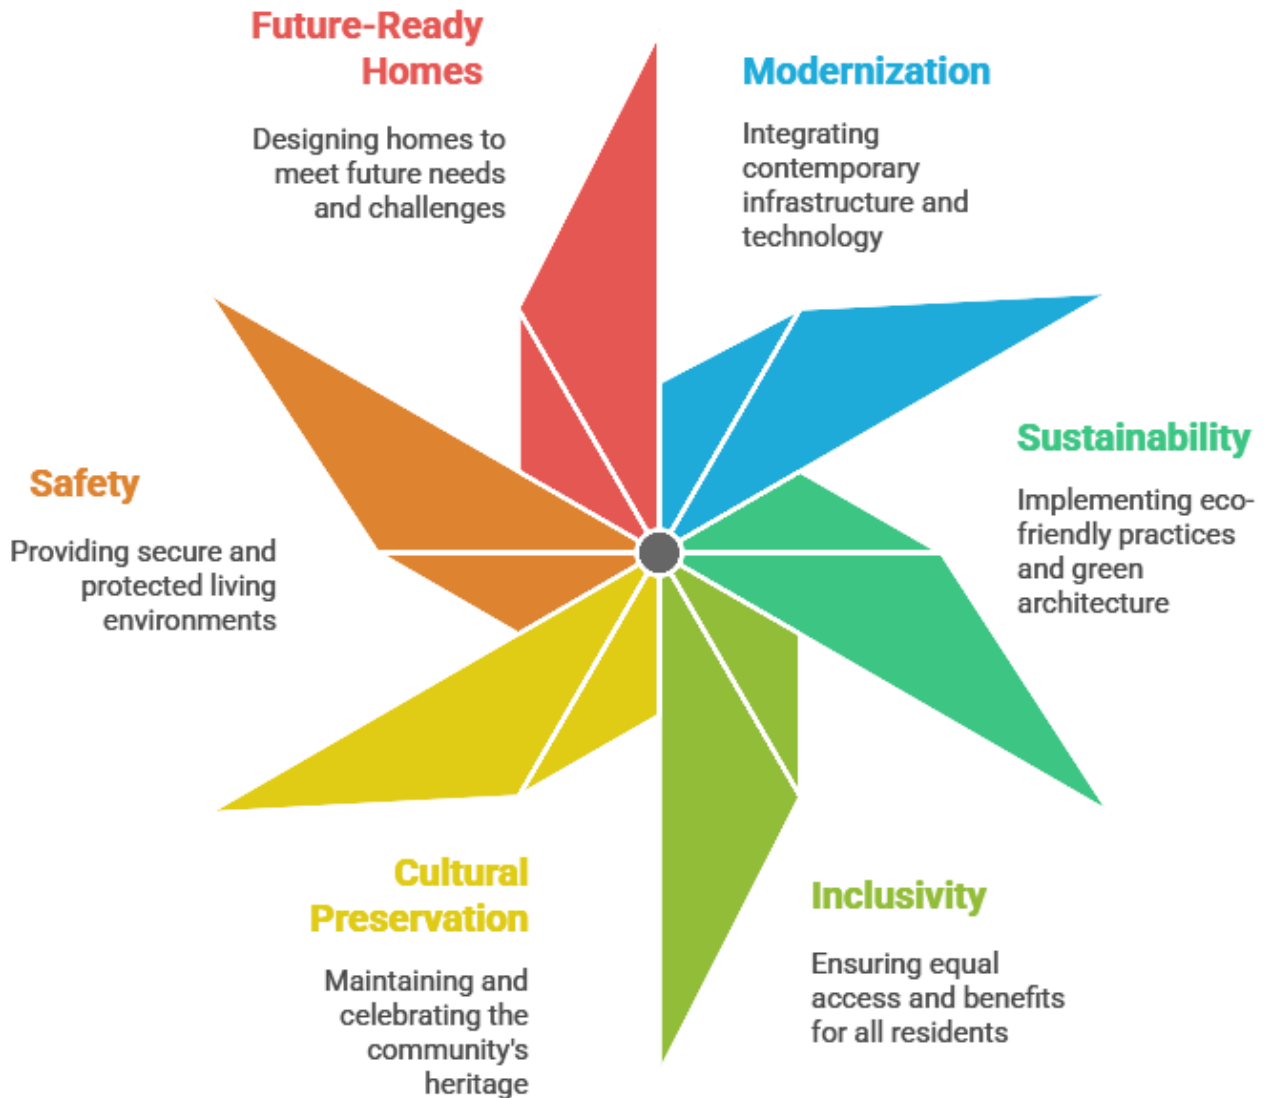 Future-Ready
Homes
Designing homes to
meet future needs
and challenges
Modernization
Integrating
contemporary
infrastructure and
technology
Sustainability
Implementing eco-
friendly practices
and green
architecture
Safety
Providing secure and
protected living
environments
Cultural
Preservation
Maintaining and
celebrating the
community's
heritage
Inclusivity
Ensuring equal
access and benefits
for all residents